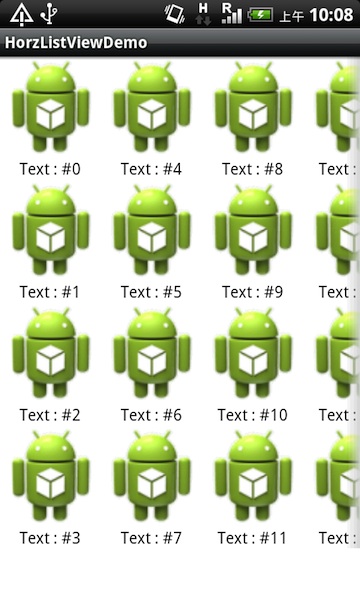 H R 上午 10:08
HorzListViewDemo
Text : #0 Text : #4 Text : #8 Text :
Text : #1 Text : #5 Text : #9 Text :
Text : #2 Text : #6 Text : #10 Text :
Text : #3 Text : #7 Text : #11 Text :